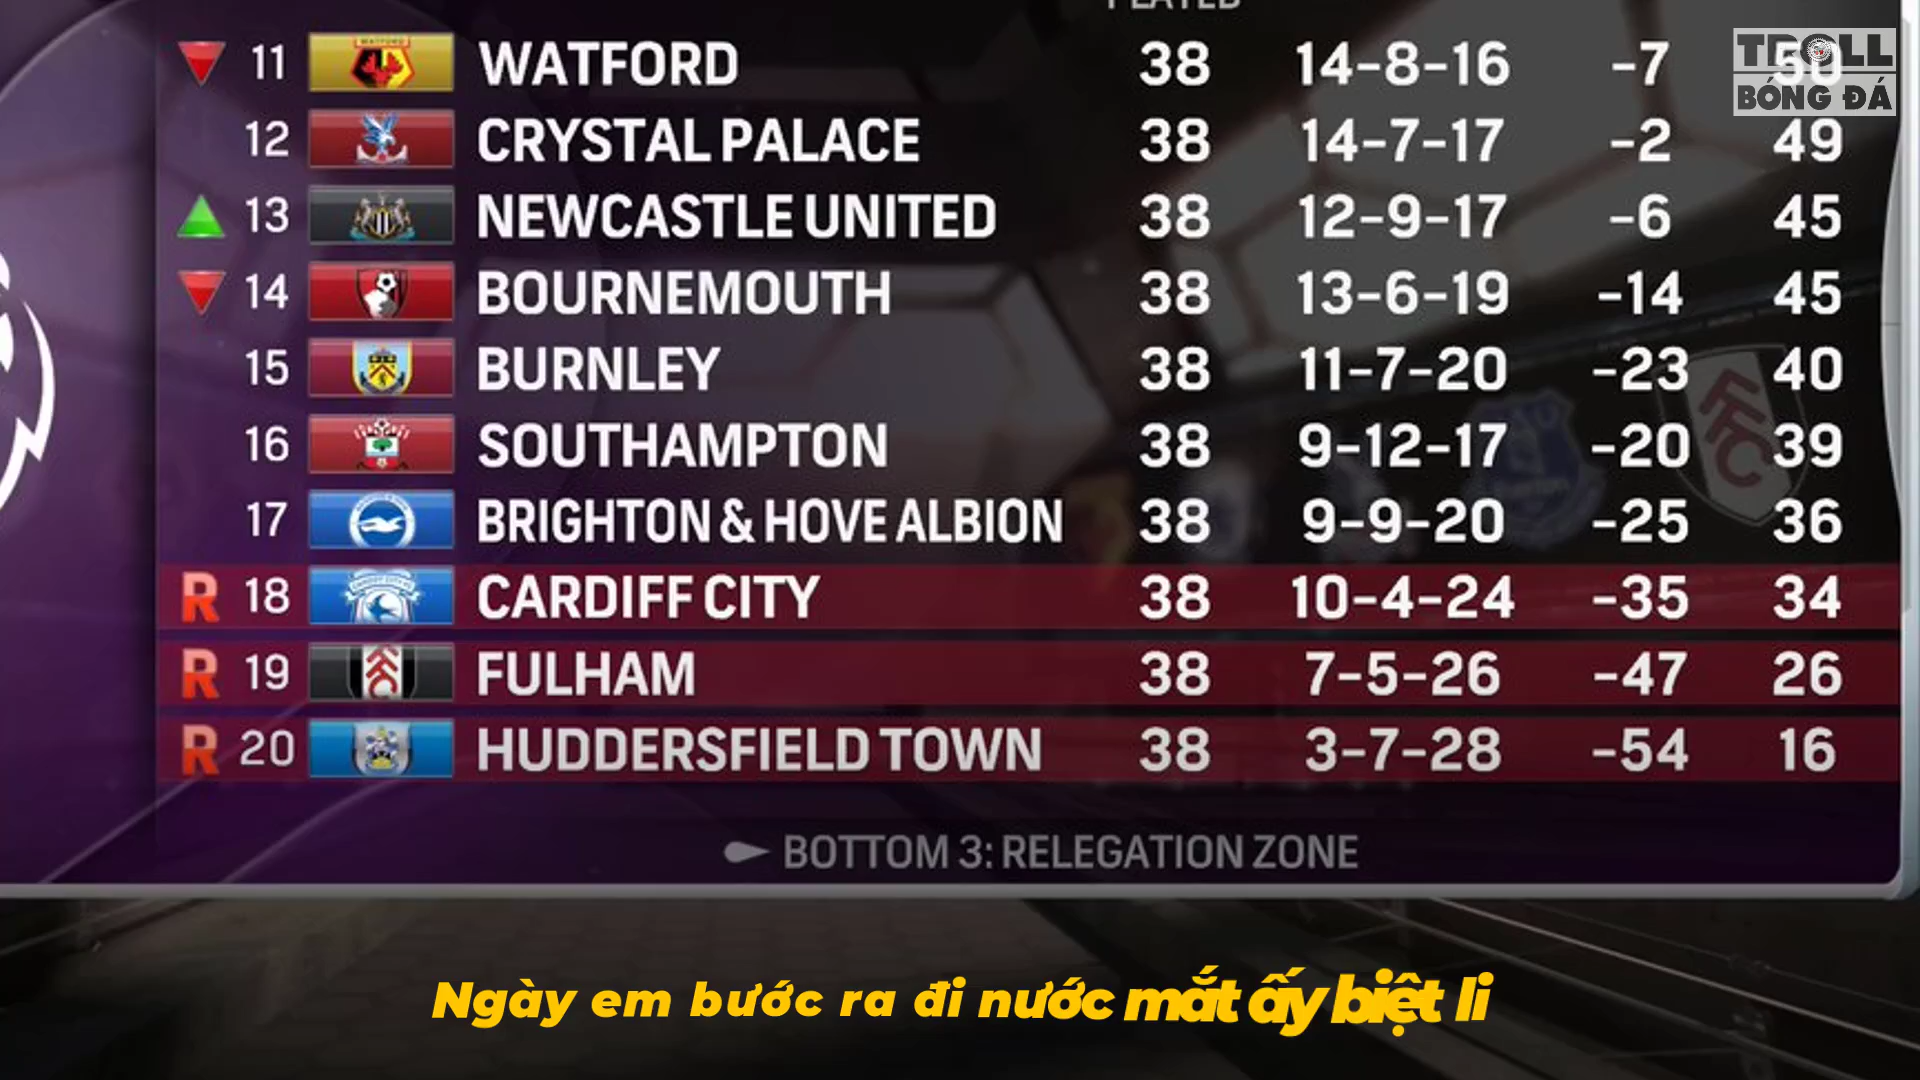 PLAYED
11 WATFORD 38 14-8-16 -7 50
TROLL
BÓNG ĐÁ
12 CRYSTAL PALACE 38 14-7-17 -2 49
13 NEWCASTLE UNITED 38 12-9-17 -6 45
14 BOURNEMOUTH 38 13-6-19 -14 45
15 BURNLEY 38 11-7-20 -23 40
16 SOUTHAMPTON 38 9-12-17 -20 39
17 BRIGHTON & HOVE ALBION 38 9-9-20 -25 36
R 18 CARDIFF CITY 38 10-4-24 -35 34
R 19 FULHAM 38 7-5-26 -47 26
R 20 HUDDERSFIELD TOWN 38 3-7-28 -54 16
BOTTOM 3: RELEGATION ZONE
Ngày em bước ra đi nước mắt ấy biệt li